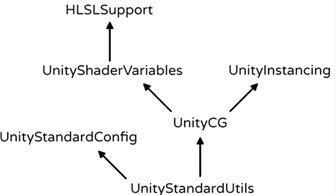 HLSLSupport
UnityShaderVariables
UnityInstancing
UnityCG
UnityStandardConfig
UnityStandardUtils